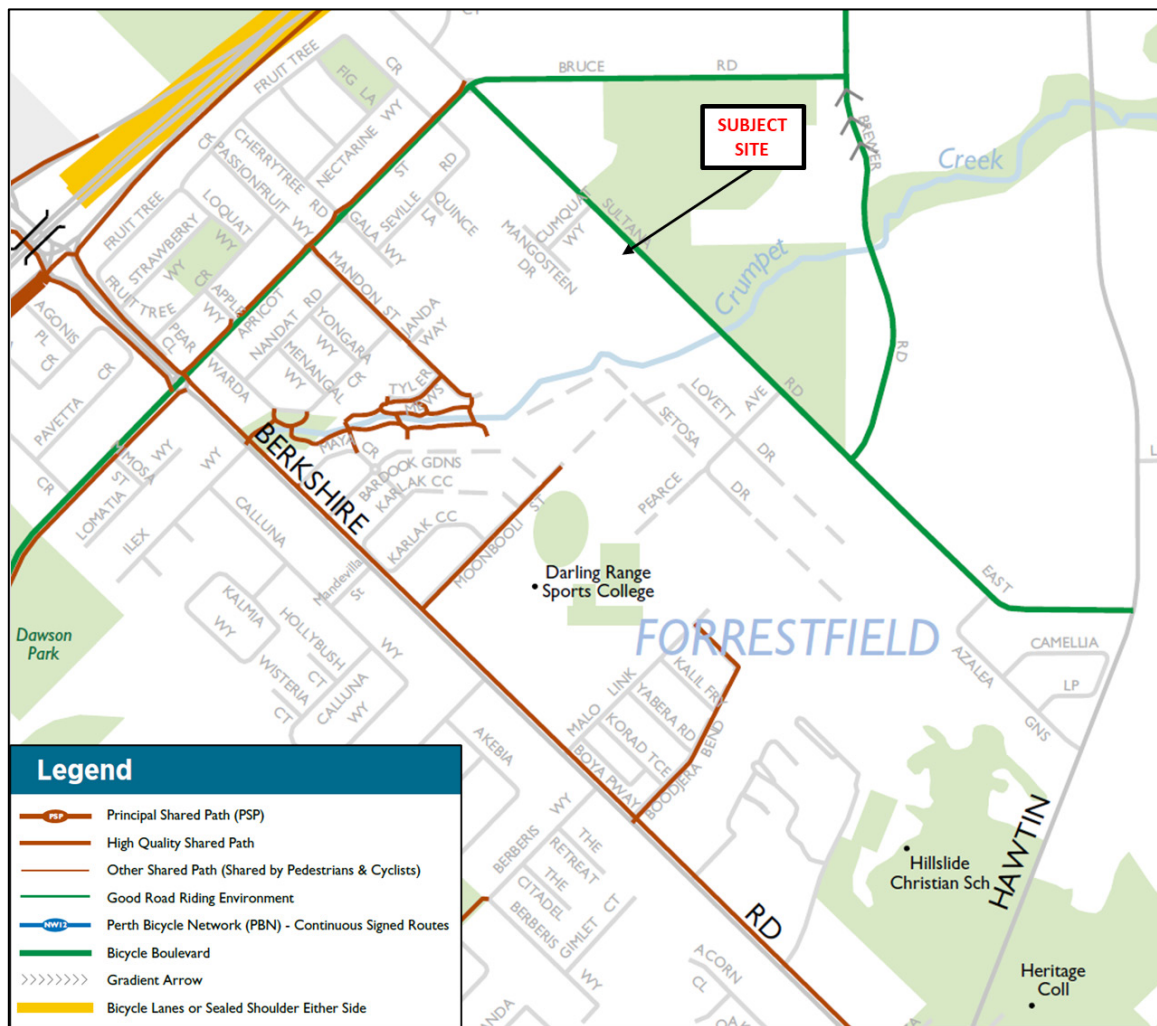 CT
BRUCE RD
FRUIT TREE
CR
FIG LA
NECTARINE WY
CHERRYTREE RD
PASSIONFRUIT WY
CR
ST
SEVILLE RD
QUINCE
LA
GALA
WY
SUBJECT
SITE
BREWER
RD
Creek
Crumpet
CUMQUAT
WY
MANGOSTEEN
DR
SULTANA
RD
EAST
FRUIT TREE
STRAWBERRY
WY
LOQUAT
WY
CR
FRUIT TREE
APPLE
WY
APRICOT
MANDON ST
JANDA
WAY
NANDAT RD
YONGARA
WY
CR
MENANGAL
WY
PEAR
CL
WARDA
TYLER
MEWS
AGONIS
PL
CR
PAVETTA CR
CR
MOSA
ST
WY
LOMATIA
ILEX
WY
BERKSHIRE
MAYA CR
BARDOOK GDNS
KARLAK CC
KARLAK CC
MOONBOOLI ST
SETOSA
DR
LOVETT
DR
PEARCE
AVE
CALLUNA
WY
Mandevilla
St
KALMIA
WY
HOLLYBUSH
CT
WISTERIA
CT
CALLUNA
WY
Dawson
Park
Darling Range
Sports College
FORRESTFIELD
AZALEA
GNS
CAMELLIA
LP
MALO LINK
KALIL FRY
YABERA RD
KORAD TCE
BOYA PWAY
BOODJERA BEND
AKEBIA
BERBERIS WY
THE
RETREAT
THE
CITADEL
BERBERIS
WY
GIMLET CT
RD
HAWTIN
Hillslide
Christian Sch
Heritage
Coll
ACORN
CL
Legend
PSP Principal Shared Path (PSP)
High Quality Shared Path
Other Shared Path (Shared by Pedestrians & Cyclists)
Good Road Riding Environment
NW12 Perth Bicycle Network (PBN) - Continuous Signed Routes
Bicycle Boulevard
Gradient Arrow
Bicycle Lanes or Sealed Shoulder Either Side